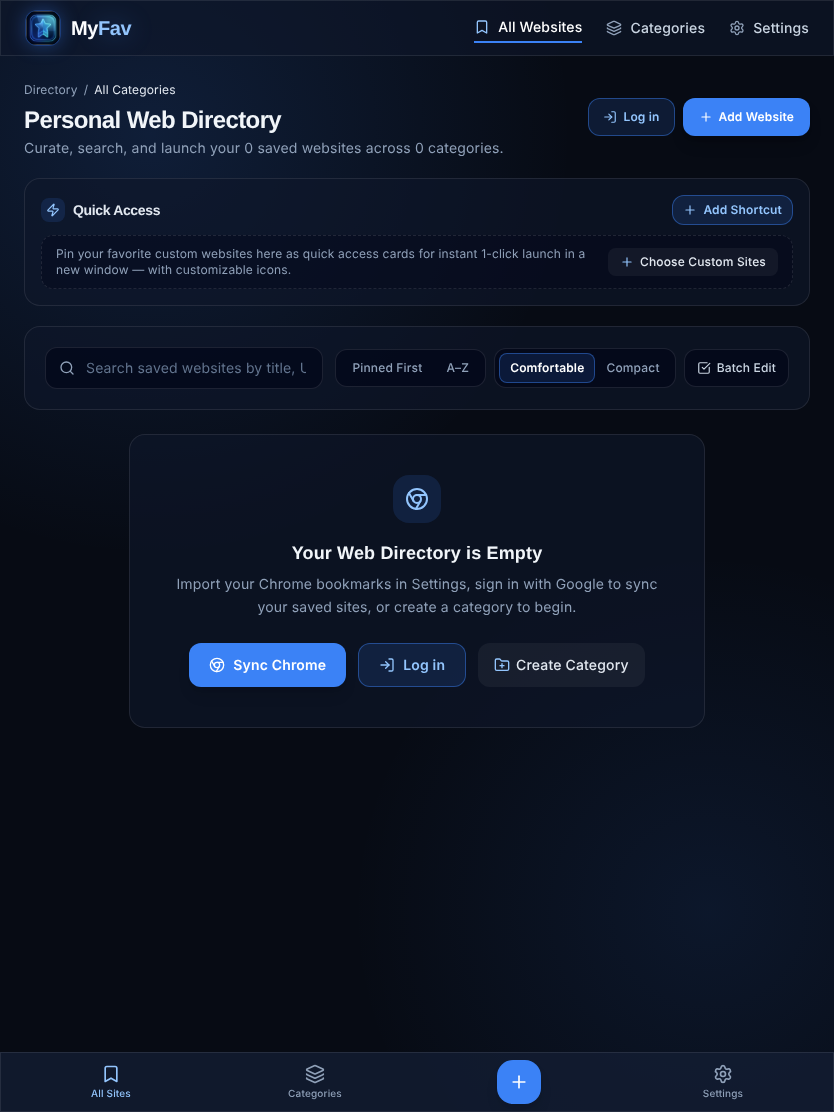 MyFav
All Websites
Categories
Settings
Directory / All Categories
Personal Web Directory
Curate, search, and launch your 0 saved websites across 0 categories.
Log in
Add Website
Quick Access
Add Shortcut
Pin your favorite custom websites here as quick access cards for instant 1-click launch in a
new window — with customizable icons.
Choose Custom Sites
Search saved websites by title, U
Pinned First
A–Z
Comfortable
Compact
Batch Edit
Your Web Directory is Empty
Import your Chrome bookmarks in Settings, sign in with Google to sync
your saved sites, or create a category to begin.
Sync Chrome
Log in
Create Category
All Sites
Categories
Settings